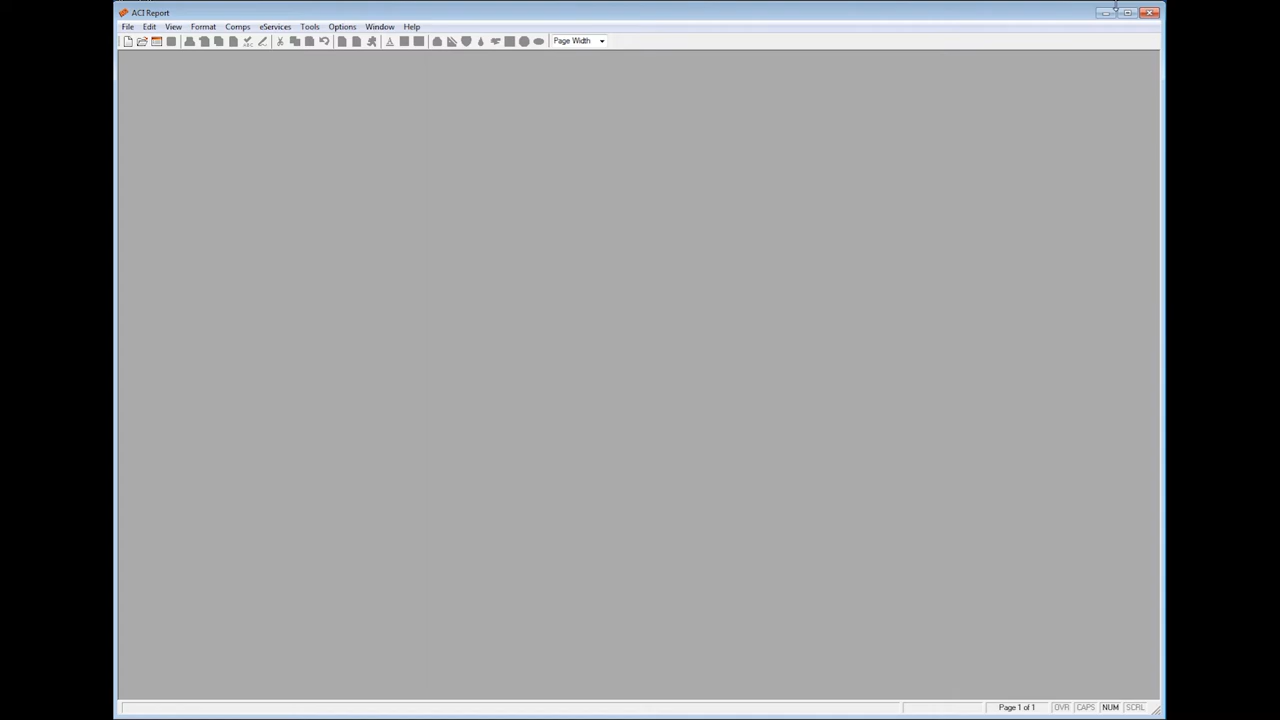 ACI Report
File Edit View Format Comps eServices Tools Options Window Help
ABC A Page Width
Page 1 of 1 OVR CAPS NUM SCRL